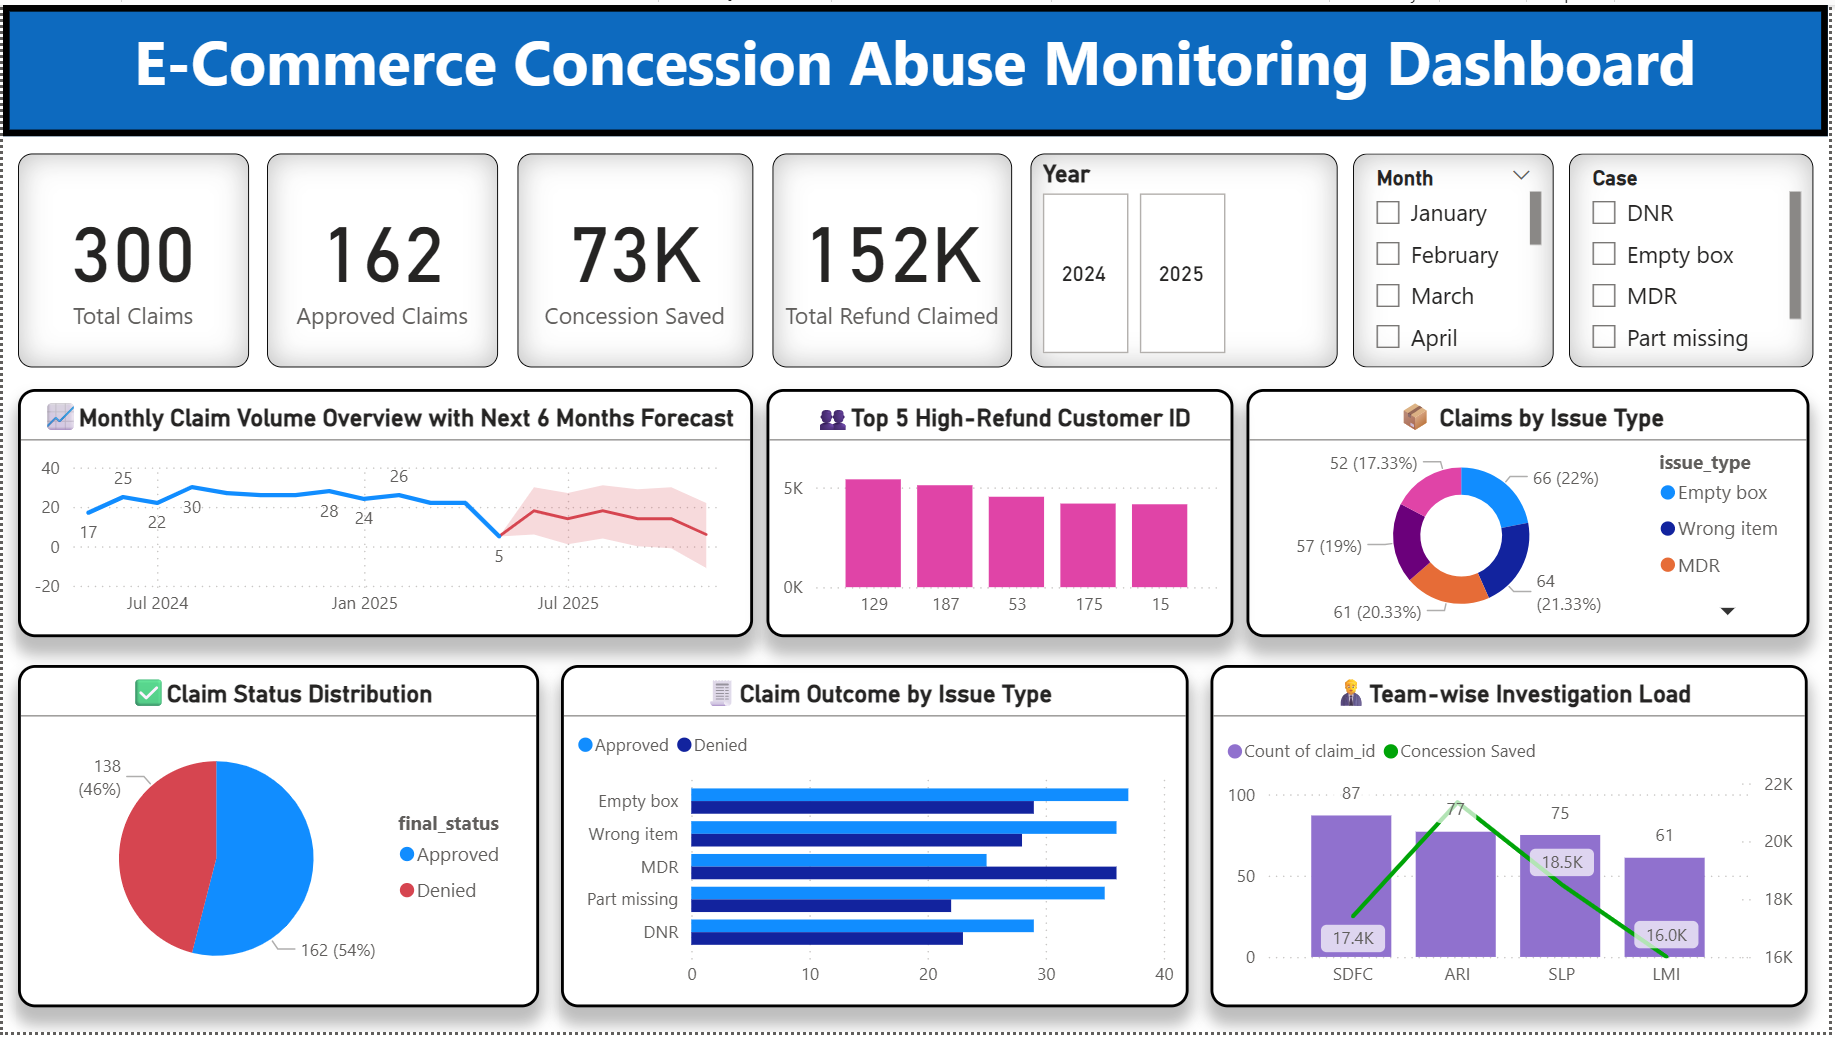 E-Commerce Concession Abuse Monitoring Dashboard
300
Total Claims
162
Approved Claims
73K
Concession Saved
152K
Total Refund Claimed
Year
2024
2025
Month
January
February
March
April
Case
DNR
Empty box
MDR
Part missing
Monthly Claim Volume Overview with Next 6 Months Forecast
40
20
0
-20
17
25
22
30
28
24
26
5
Jul 2024
Jan 2025
Jul 2025
Top 5 High-Refund Customer ID
5K
0K
129
187
53
175
15
Claims by Issue Type
52 (17.33%)
66 (22%)
57 (19%)
64
(21.33%)
61 (20.33%)
issue_type
Empty box
Wrong item
MDR
Claim Status Distribution
138
(46%)
162 (54%)
final_status
Approved
Denied
Claim Outcome by Issue Type
Approved
Denied
Empty box
Wrong item
MDR
Part missing
DNR
0
10
20
30
40
Team-wise Investigation Load
Count of claim_id
Concession Saved
100
50
0
87
77
75
61
22K
20K
18K
16K
17.4K
18.5K
16.0K
SDFC
ARI
SLP
LMI